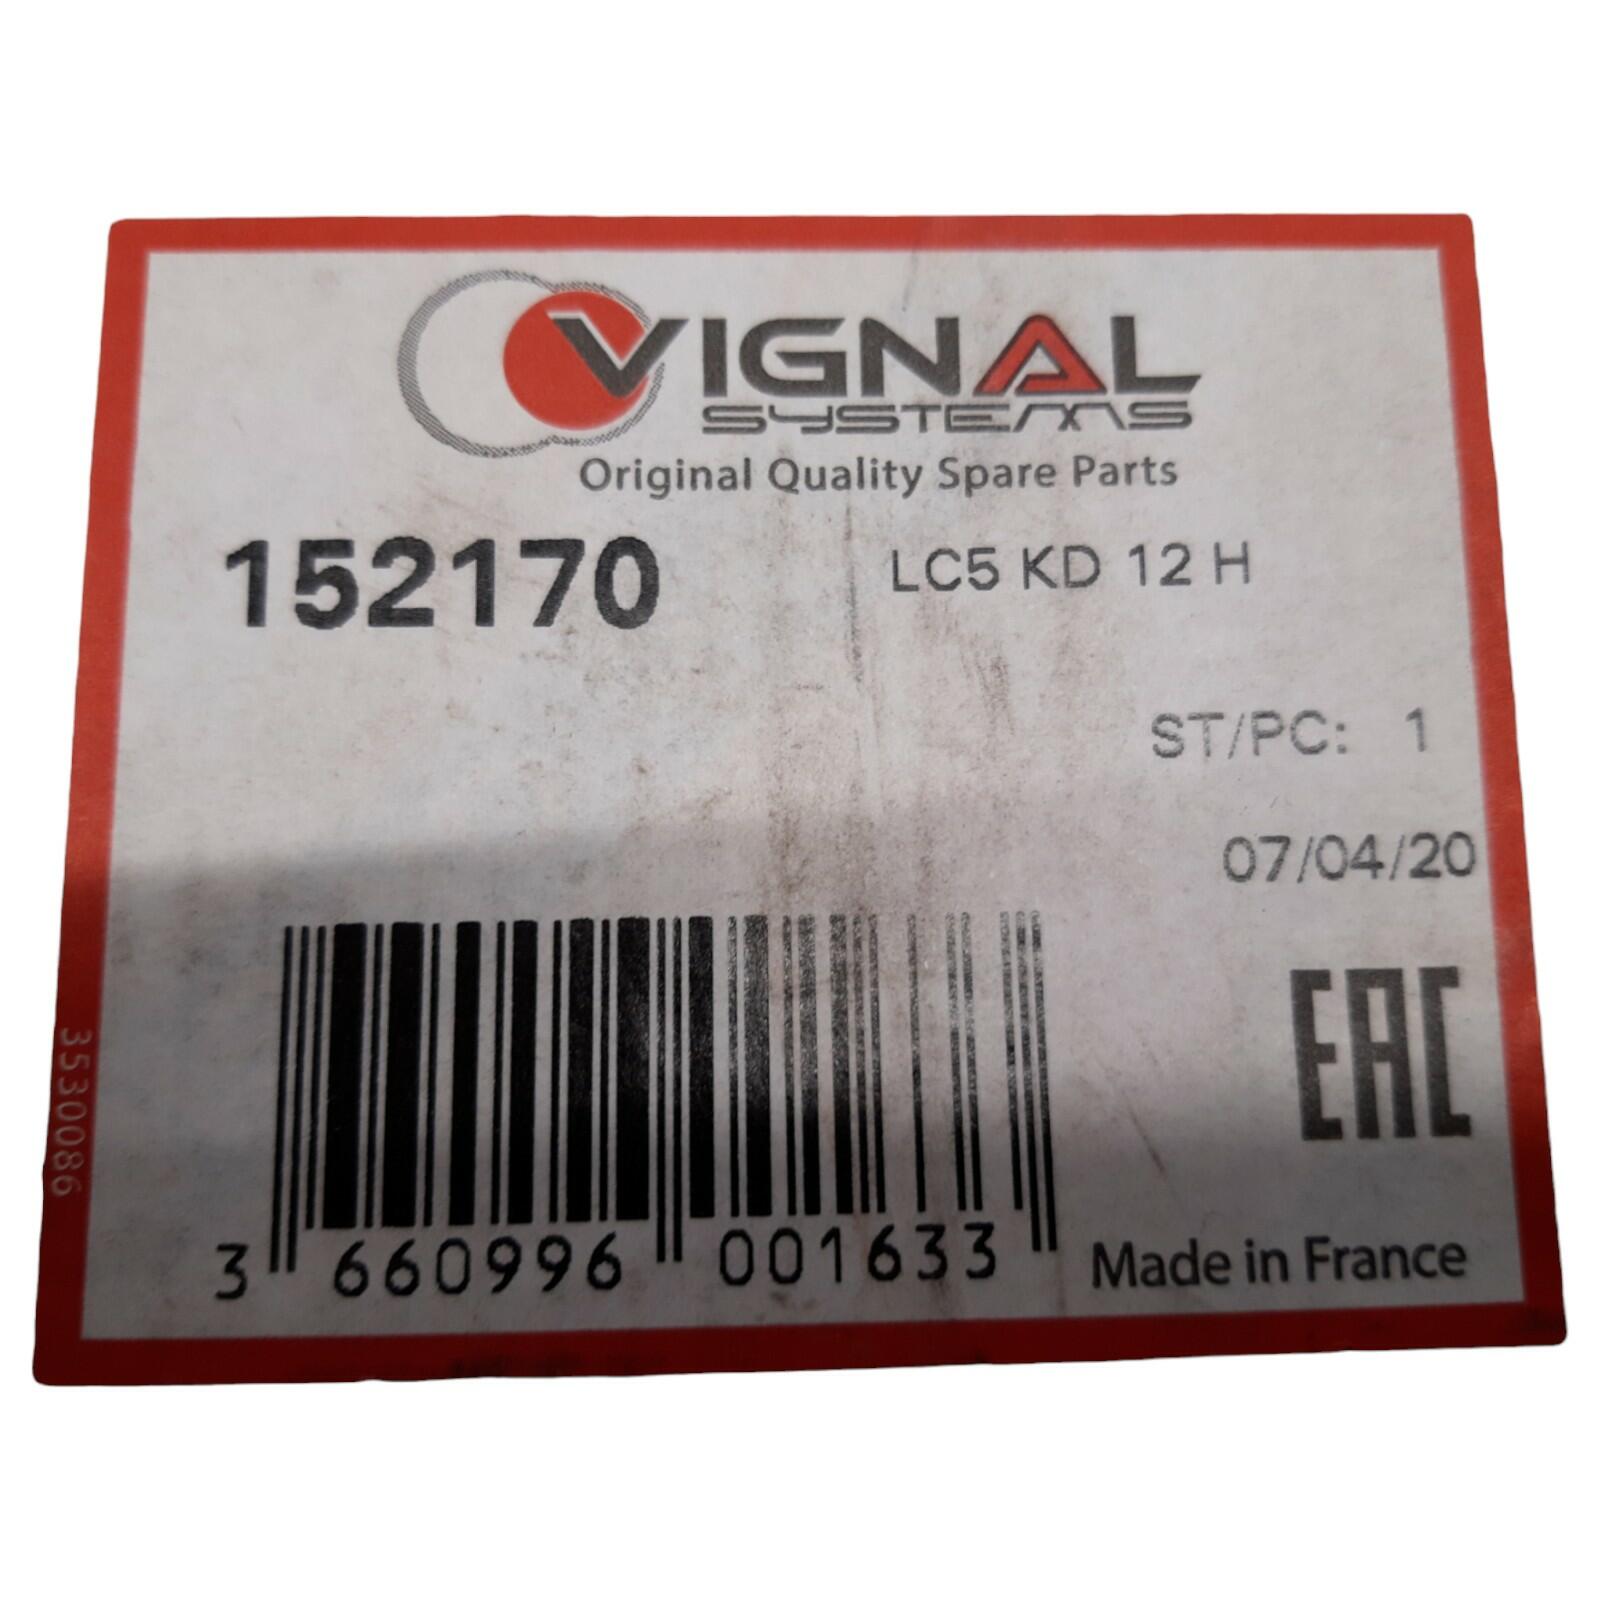 VIGNAL
SYSTEMS
Original Quality Spare Parts
152170 LC5 KD 12 H
ST/PC: 1
07/04/20
EAC
3530086
3 660996 001633
Made in France